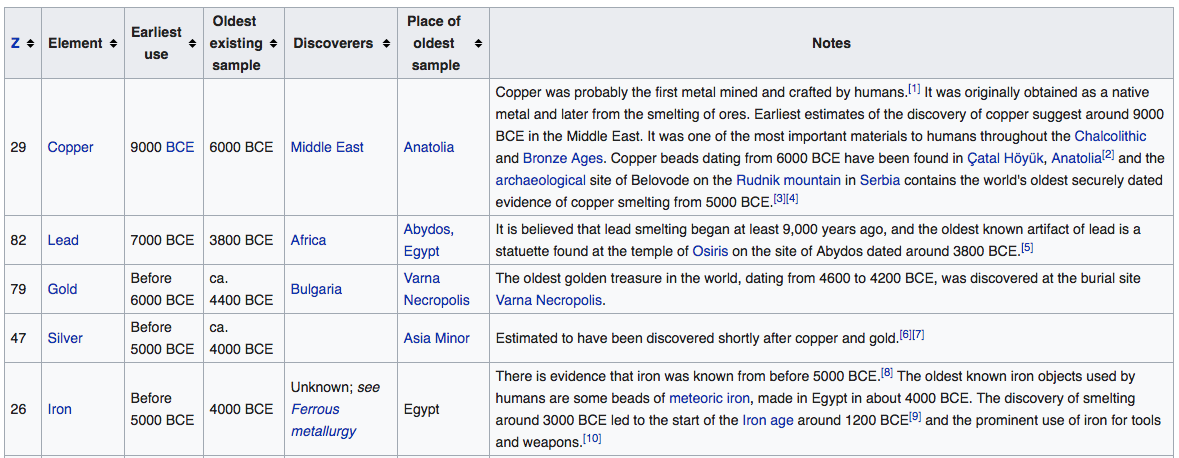 Z Element Earliest use Oldest existing sample Discoverers Place of oldest sample Notes
29 Copper 9000 BCE 6000 BCE Middle East Anatolia
Copper was probably the first metal mined and crafted by humans.[1] It was originally obtained as a native
metal and later from the smelting of ores. Earliest estimates of the discovery of copper suggest around 9000
BCE in the Middle East. It was one of the most important materials to humans throughout the Chalcolithic
and Bronze Ages. Copper beads dating from 6000 BCE have been found in Çatal Höyük, Anatolia[2] and the
archaeological site of Belovode on the Rudnik mountain in Serbia contains the world's oldest securely dated
evidence of copper smelting from 5000 BCE.[3][4]
82 Lead 7000 BCE 3800 BCE Africa Abydos, Egypt
It is believed that lead smelting began at least 9,000 years ago, and the oldest known artifact of lead is a
statuette found at the temple of Osiris on the site of Abydos dated around 3800 BCE.[5]
79 Gold Before 6000 BCE ca. 4400 BCE Bulgaria Varna Necropolis
The oldest golden treasure in the world, dating from 4600 to 4200 BCE, was discovered at the burial site
Varna Necropolis.
47 Silver Before 5000 BCE ca. 4000 BCE Asia Minor
Estimated to have been discovered shortly after copper and gold.[6][7]
26 Iron Before 5000 BCE 4000 BCE Unknown; see Ferrous metallurgy Egypt
There is evidence that iron was known from before 5000 BCE.[8] The oldest known iron objects used by
humans are some beads of meteoric iron, made in Egypt in about 4000 BCE. The discovery of smelting
around 3000 BCE led to the start of the Iron age around 1200 BCE[9] and the prominent use of iron for tools
and weapons.[10]